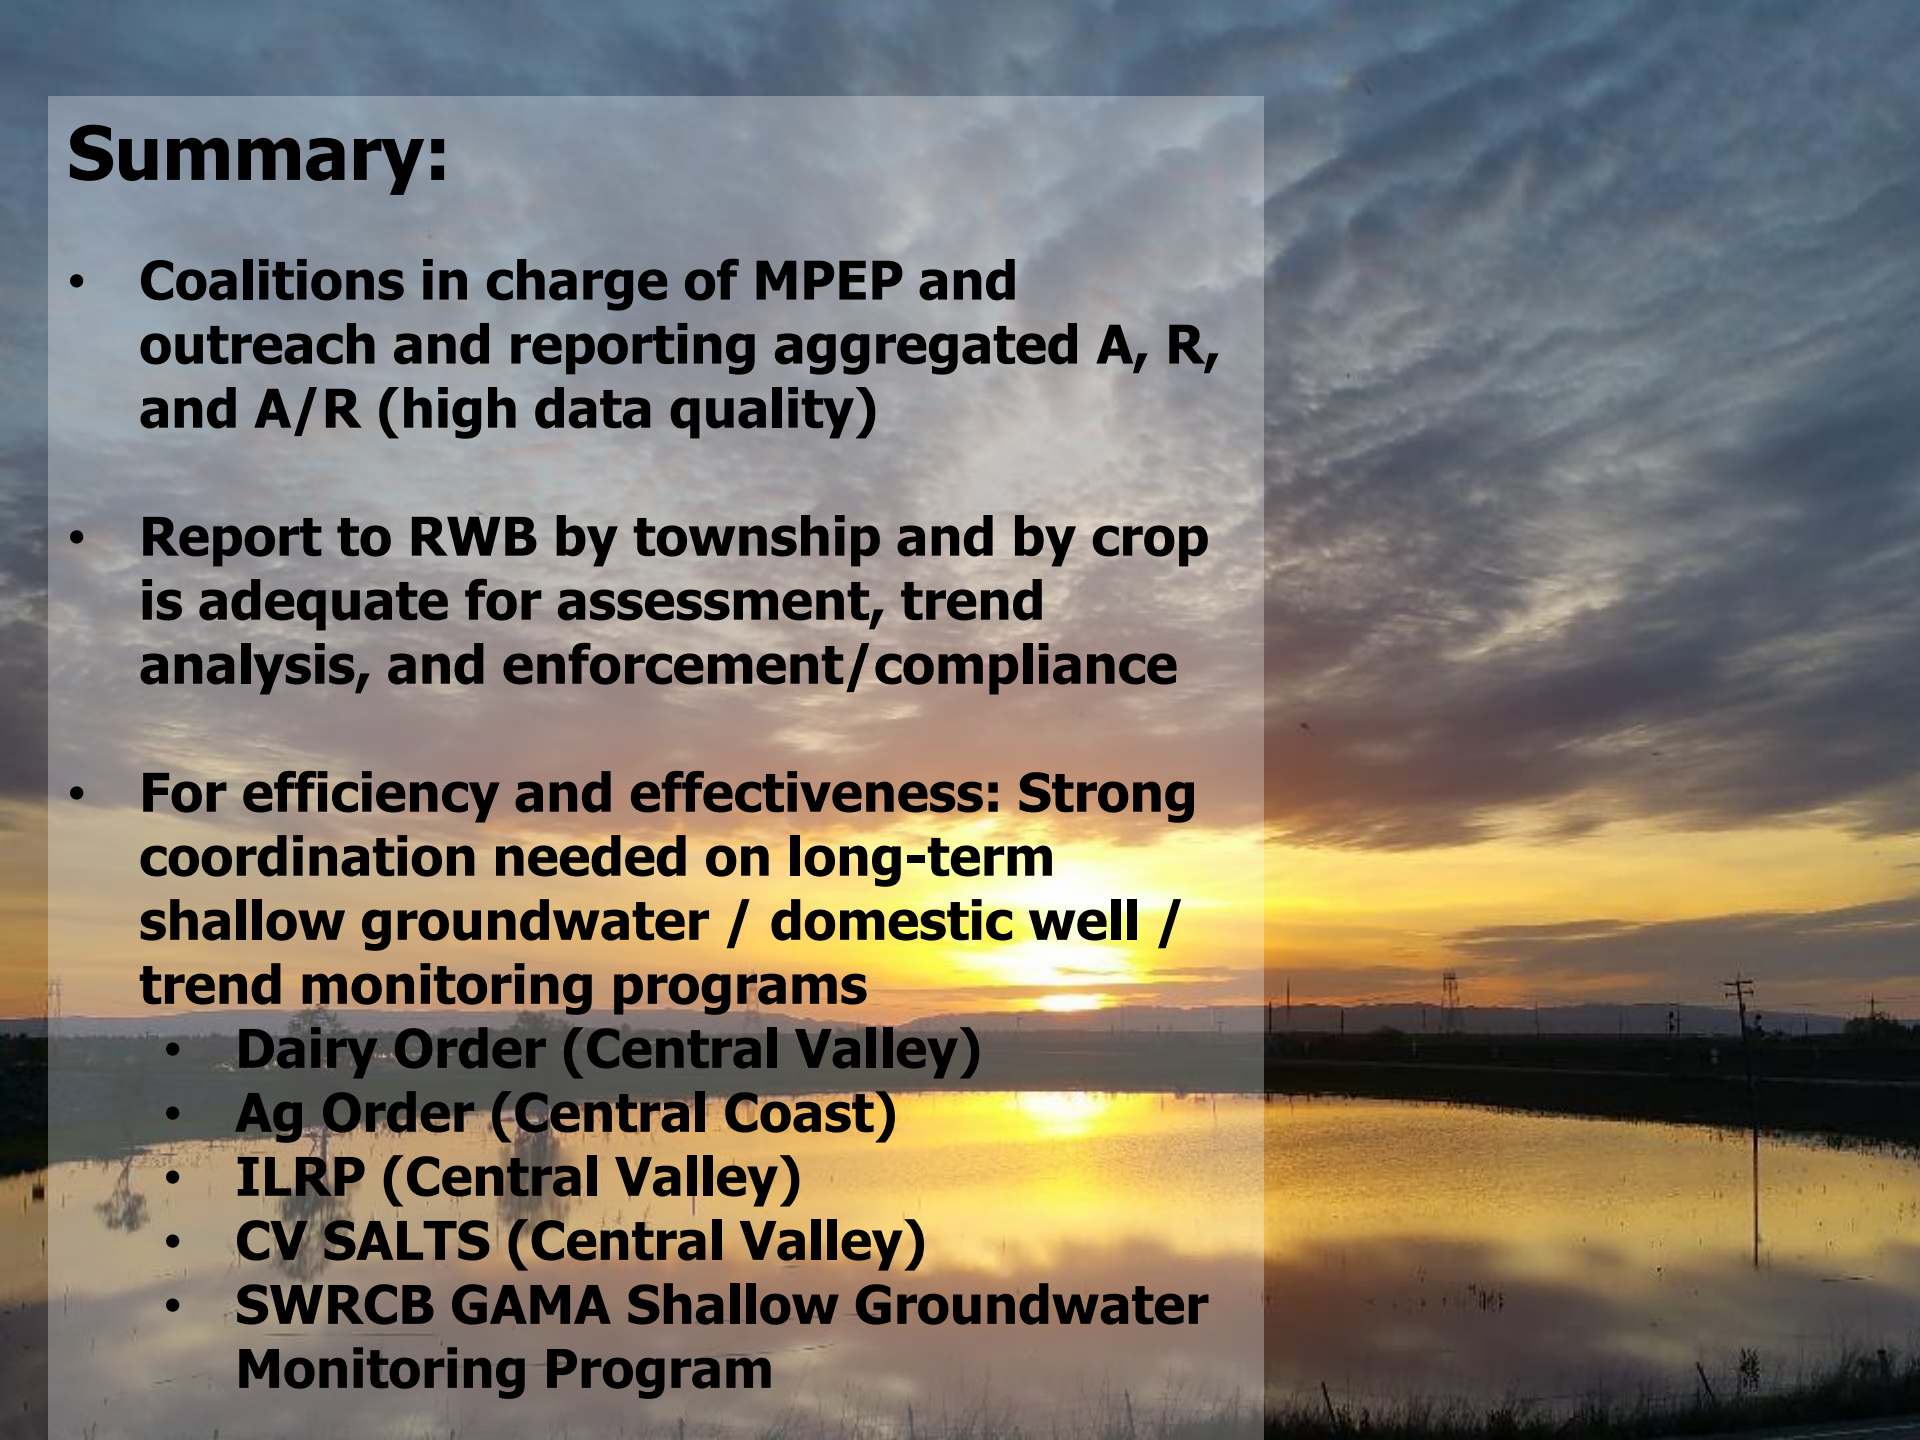 Summary:
• Coalitions in charge of MPEP and
outreach and reporting aggregated A, R,
and A/R (high data quality)
• Report to RWB by township and by crop
is adequate for assessment, trend
analysis, and enforcement/compliance
• For efficiency and effectiveness: Strong
coordination needed on long-term
shallow groundwater / domestic well /
trend monitoring programs
• Dairy Order (Central Valley)
• Ag Order (Central Coast)
• ILRP (Central Valley)
• CV SALTS (Central Valley)
• SWRCB GAMA Shallow Groundwater
Monitoring Program